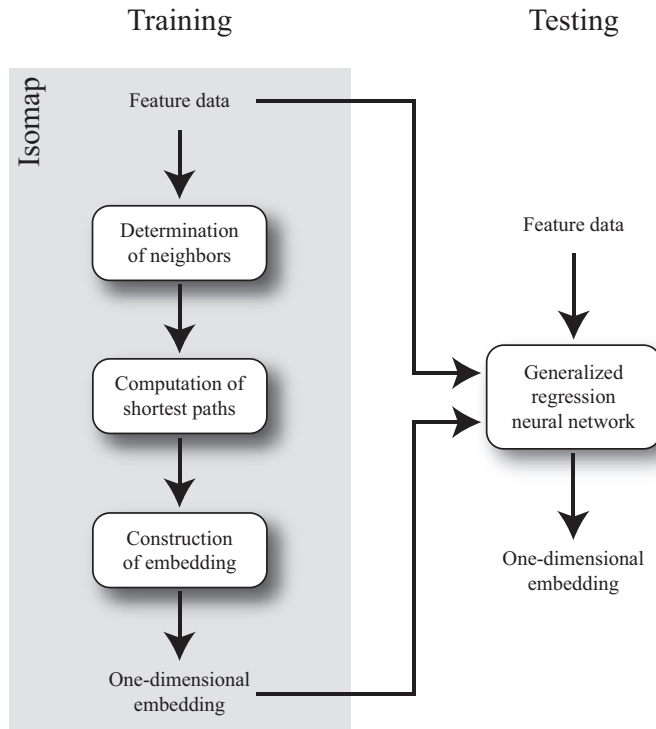 Training
Testing
Isomap
Feature data
Determination
of neighbors
Computation of
shortest paths
Construction
of embedding
One-dimensional
embedding
Feature data
Generalized
regression
neural network
One-dimensional
embedding